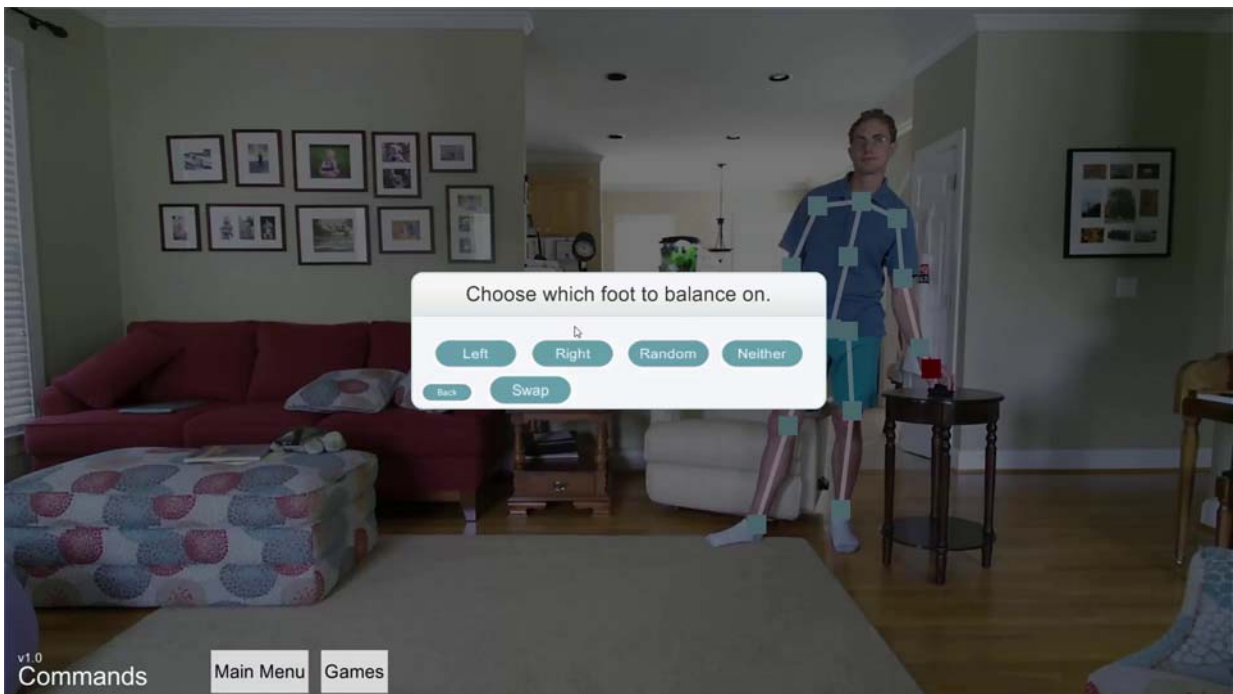 Choose which foot to balance on.
Left Right Random Neither
Back Swap
v1.0
Commands Main Menu Games